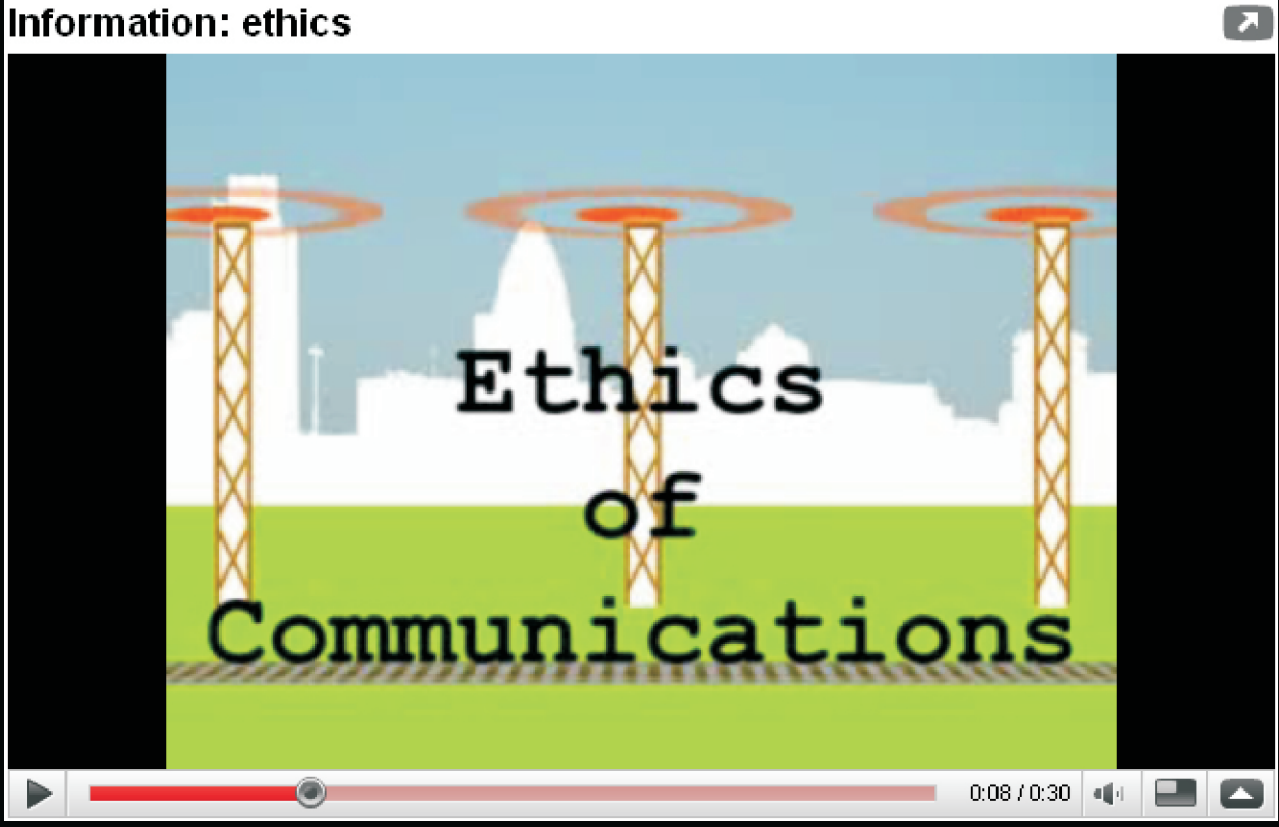 Information: ethics
Ethics
of
Communications
0:08 / 0:30